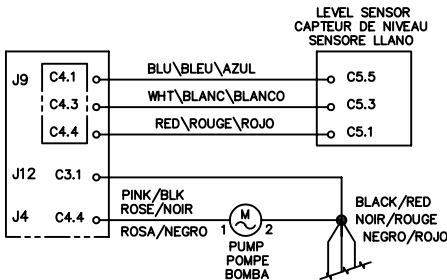 LEVEL SENSOR
CAPTEUR DE NIVEAU
SENSORE LLANO
J9 C4.1 BLU\BLEU\AZUL C5.5
C4.3 WHT\BLANC\BLANCO C5.3
C4.4 RED\ROUGE\ROJO C5.1
J12 C3.1
PINK/BLK
ROSE/NOIR
J4 C4.4
ROSA/NEGRO
M
1 2
PUMP
POMPE
BOMBA
BLACK/RED
NOIR/ROUGE
NEGRO/ROJO